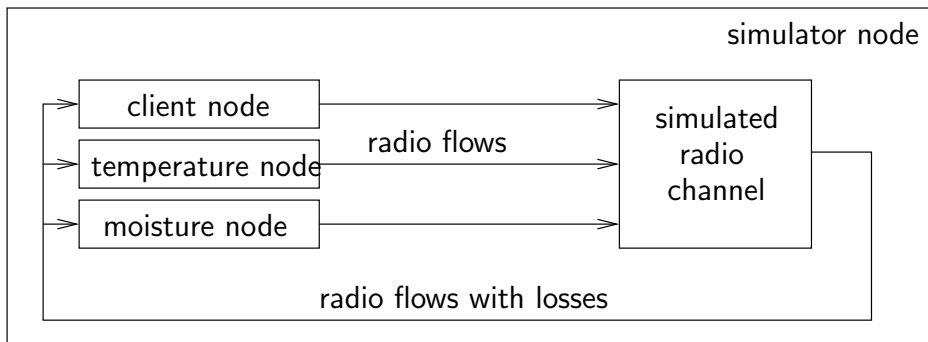 simulator node
client node
radio flows
temperature node
moisture node
simulated
radio
channel
radio flows with losses